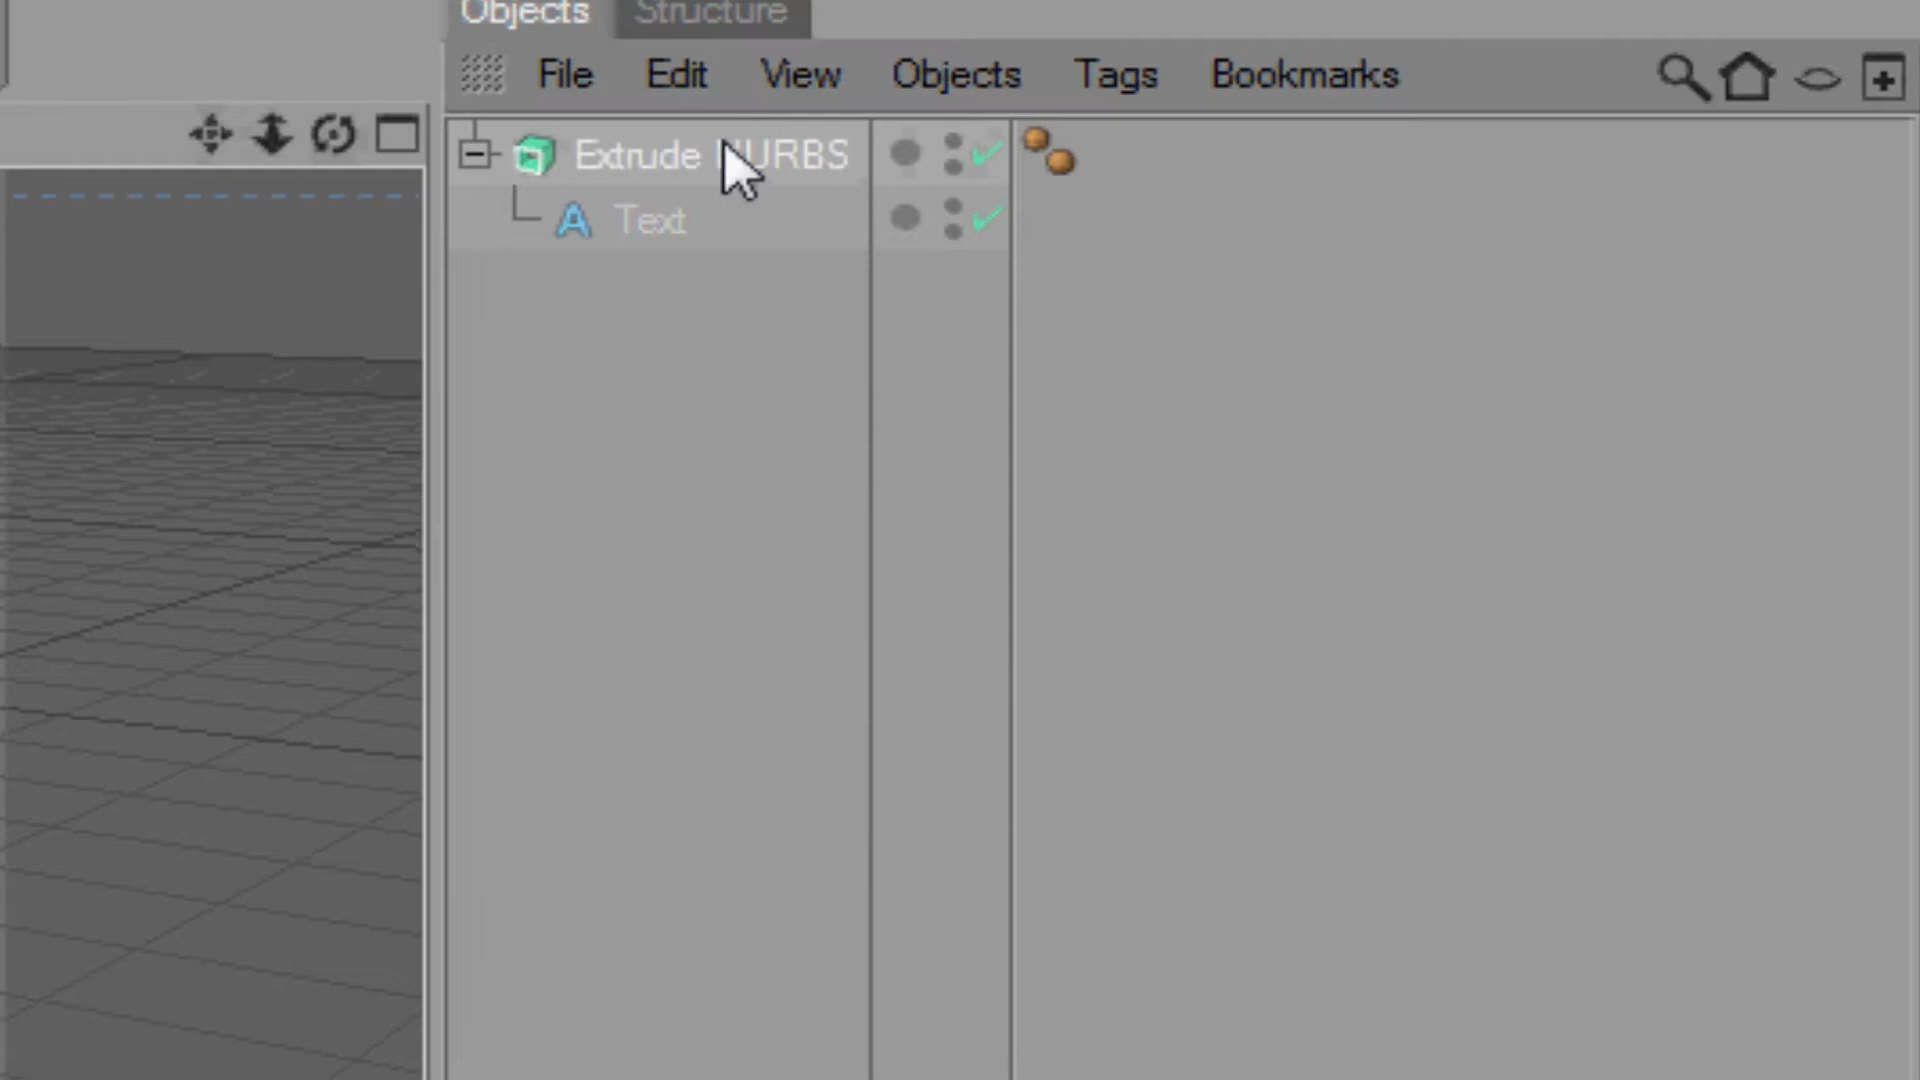 Objects Structure
File Edit View Objects Tags Bookmarks
Extrude NURBS
Text